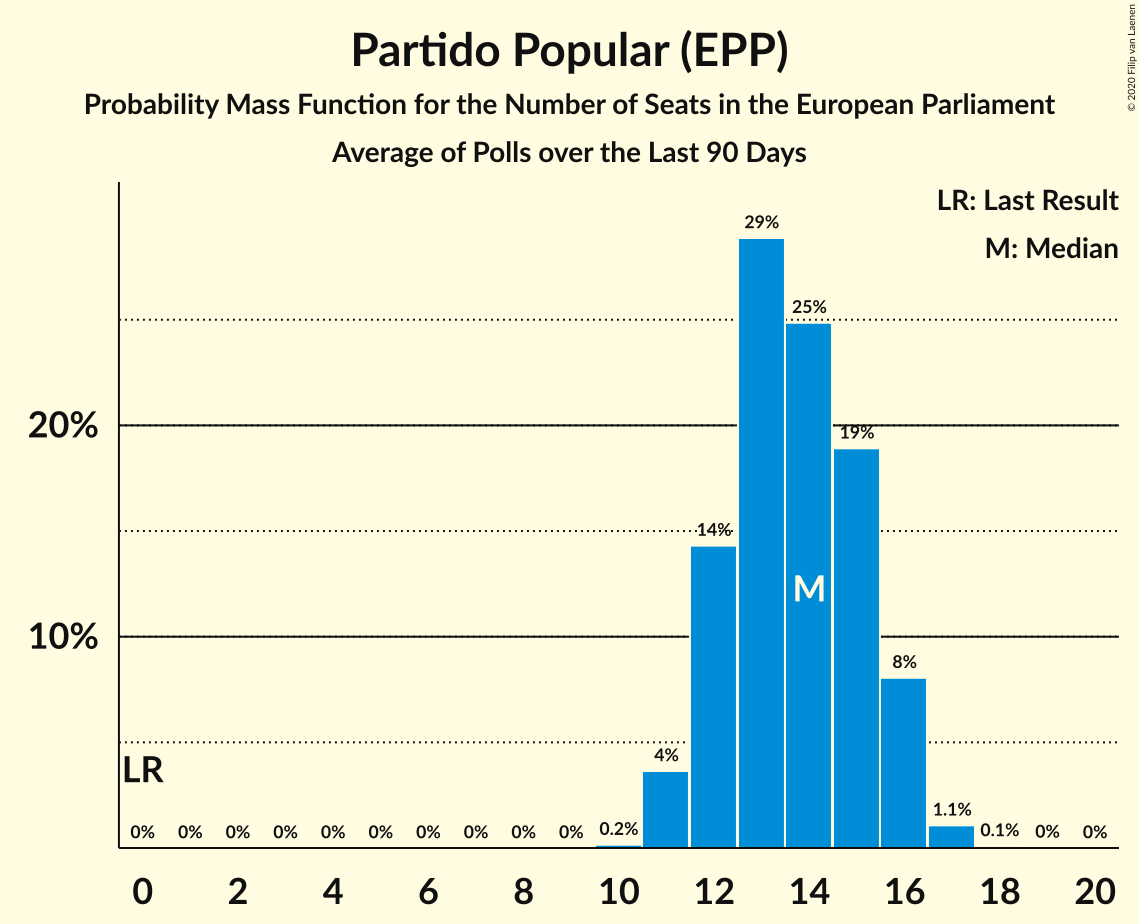 Partido Popular (EPP)
Probability Mass Function for the Number of Seats in the European Parliament
Average of Polls over the Last 90 Days
© 2020 Filip van Laenen
LR: Last Result
M: Median
29%
25%
20%
19%
14%
M
10%
8%
4%
LR
1.1%
0% 0% 0% 0% 0% 0% 0% 0% 0% 0% 0.2% 0.1% 0% 0%
0 2 4 6 8 10 12 14 16 18 20